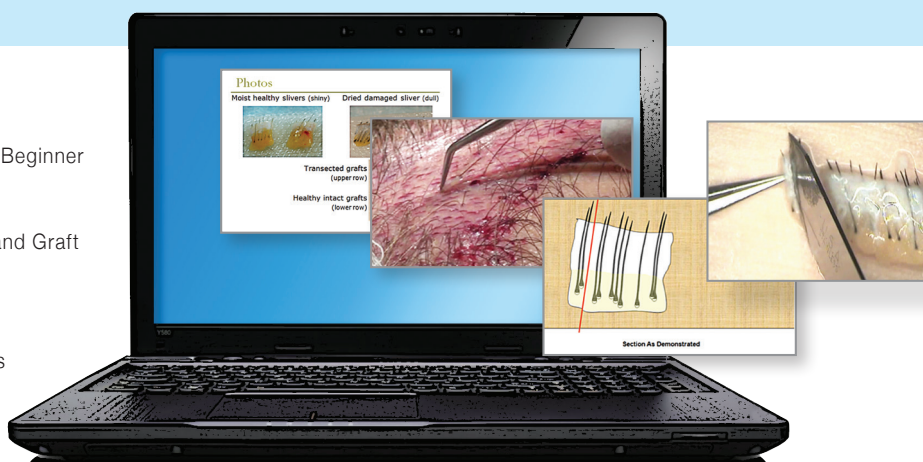 Beginner
and Graft
s
Photos
Moist healthy slivers (shiny)
Dried damaged sliver (dull)
Transected grafts
(upper row)
Healthy intact grafts
(lower row)
Section As Demonstrated
Y580